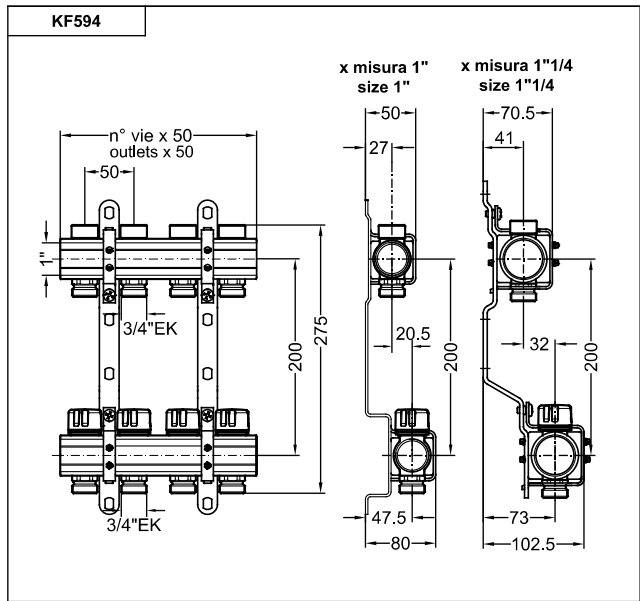 KF594
x misura 1"
size 1"
x misura 1"1/4
size 1"1/4
n° vie x 50
outlets x 50
50
1"
3/4"EK
3/4"EK
200
275
50
27
20.5
200
47.5
80
70.5
41
32
200
73
102.5